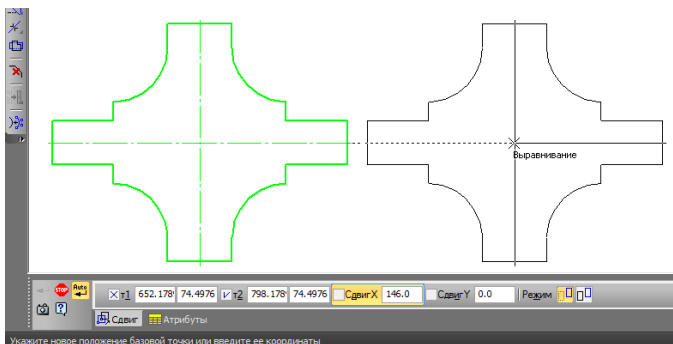 Выравнивание
STOP Auto т1 652.178 74.4976 т2 798.178 74.4976 СдвигX 146.0 СдвигY 0.0 Режим
Сдвиг Атрибуты
Укажите новое положение базовой точки или введите ее координаты